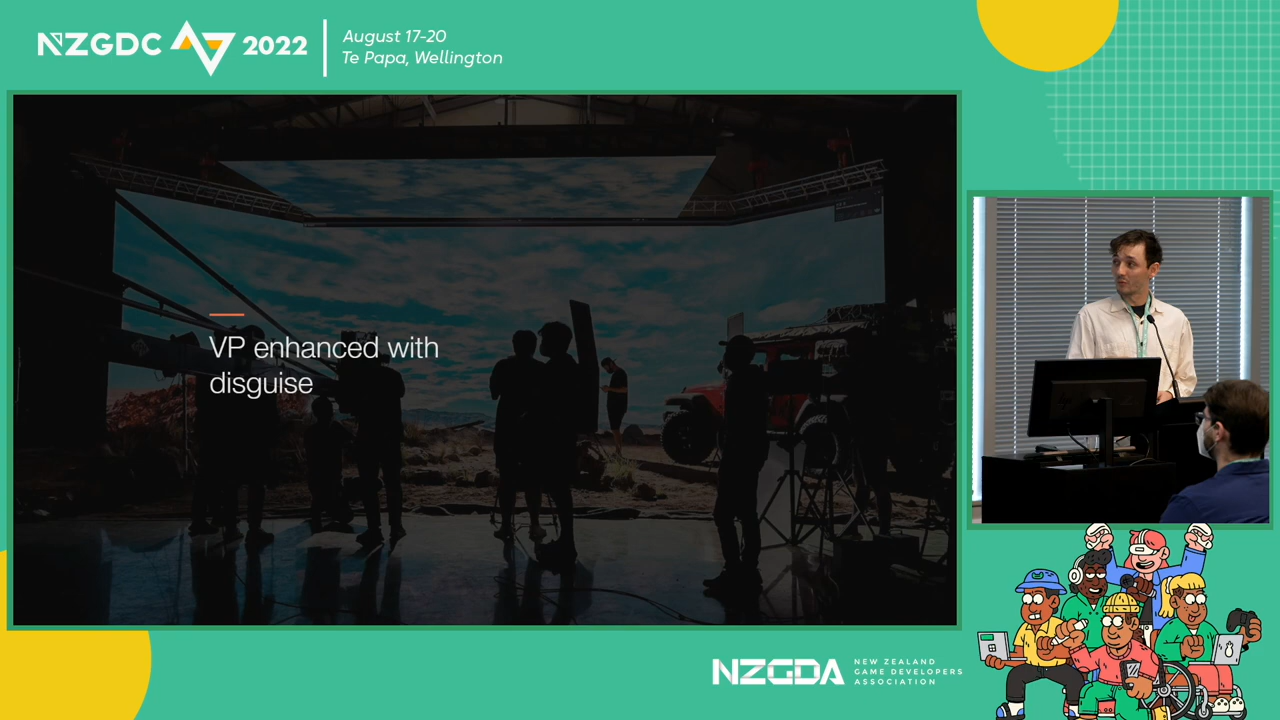 NZGDC 2022
August 17-20
Te Papa, Wellington
VP enhanced with
disguise
NZGDA
NEW ZEALAND
GAME DEVELOPERS
ASSOCIATION